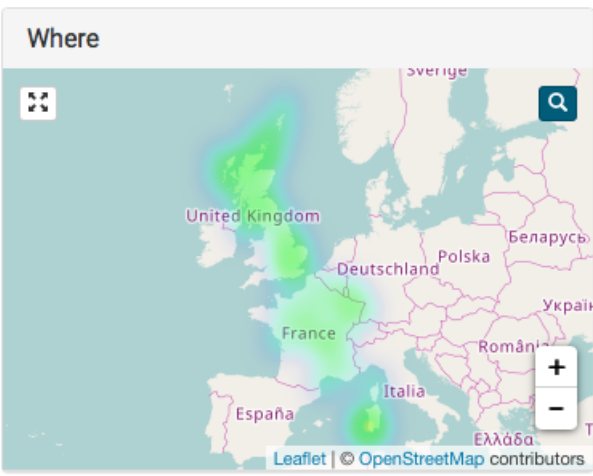 Where
Sverige
United Kingdom
Беларусь
Polska
Deutschland
Україн
France
România
+
Italia
−
España
Ελλάδα
T
Leaflet | © OpenStreetMap contributors